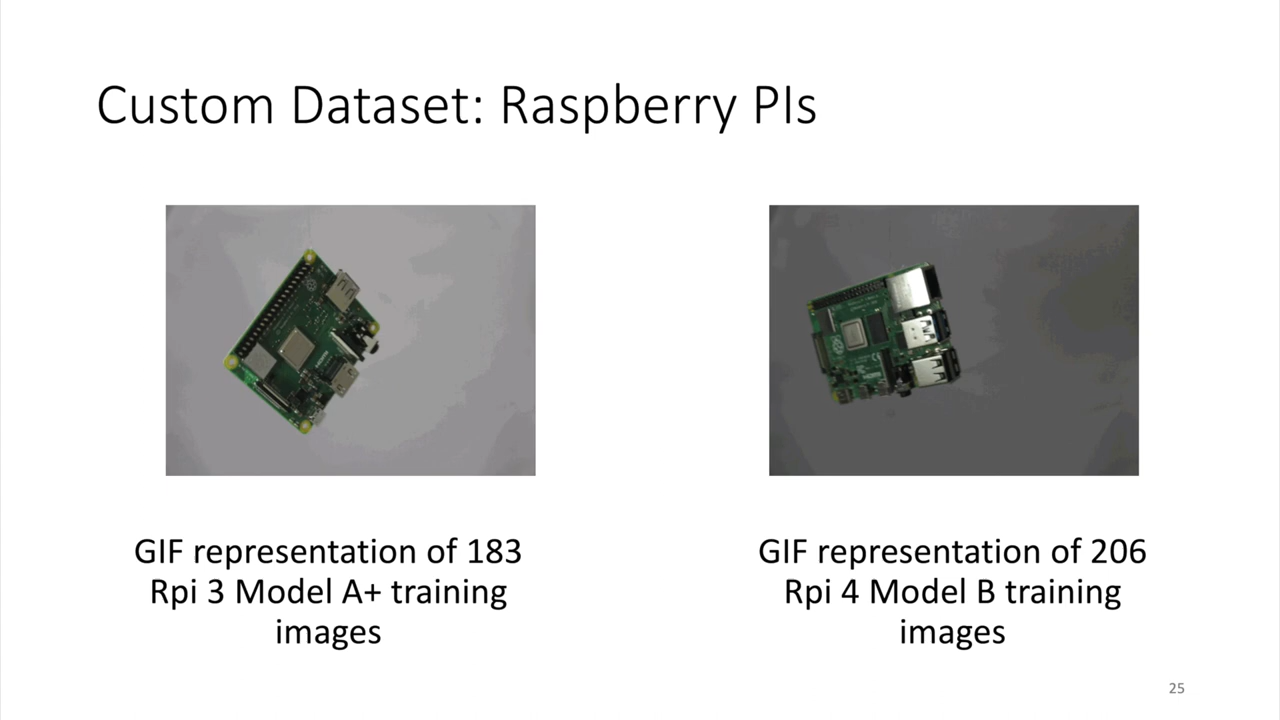 Custom Dataset: Raspberry PIs
GIF representation of 183
Rpi 3 Model A+ training
images
GIF representation of 206
Rpi 4 Model B training
images
25